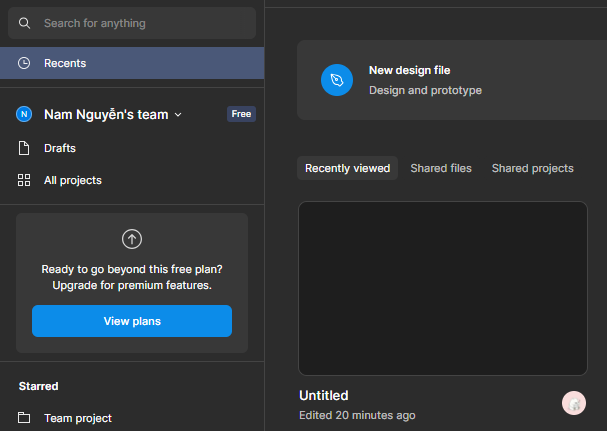 Search for anything
Recents
N
Nam Nguyễn's team
Free
Drafts
All projects
Ready to go beyond this free plan?
Upgrade for premium features.
View plans
Starred
Team project
New design file
Design and prototype
Recently viewed
Shared files
Shared projects
Untitled
Edited 20 minutes ago